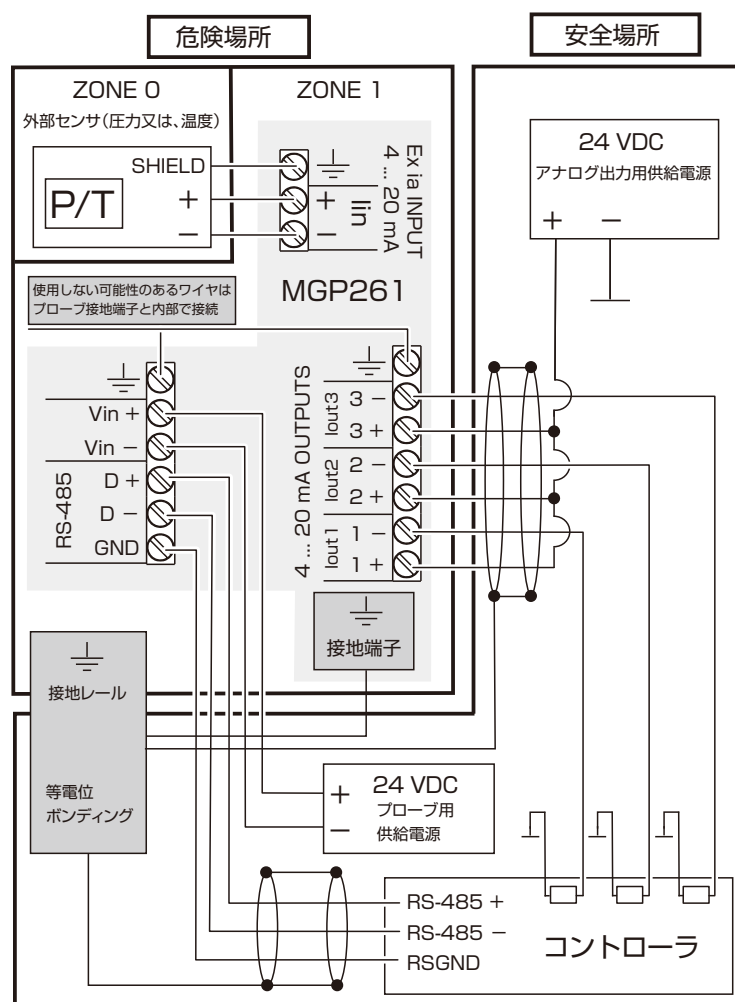 危険場所
安全場所
ZONE 0
外部センサ(圧力又は、温度)
SHIELD
P/T
+
−
ZONE 1
+
−
Iin
Ex ia INPUT
4 ... 20 mA
MGP261
24 VDC
アナログ出力用供給電源
+ −
使用しない可能性のあるワイヤは
プローブ接地端子と内部で接続
Vin +
Vin −
RS-485
D +
D −
GND
4 ... 20 mA OUTPUTS
Iout3
3 −
3 +
Iout2
2 −
2 +
Iout1
1 −
1 +
接地端子
接地レール
等電位
ボンディング
+
−
24 VDC
プローブ用
供給電源
RS-485 +
RS-485 −
RSGND
コントローラ